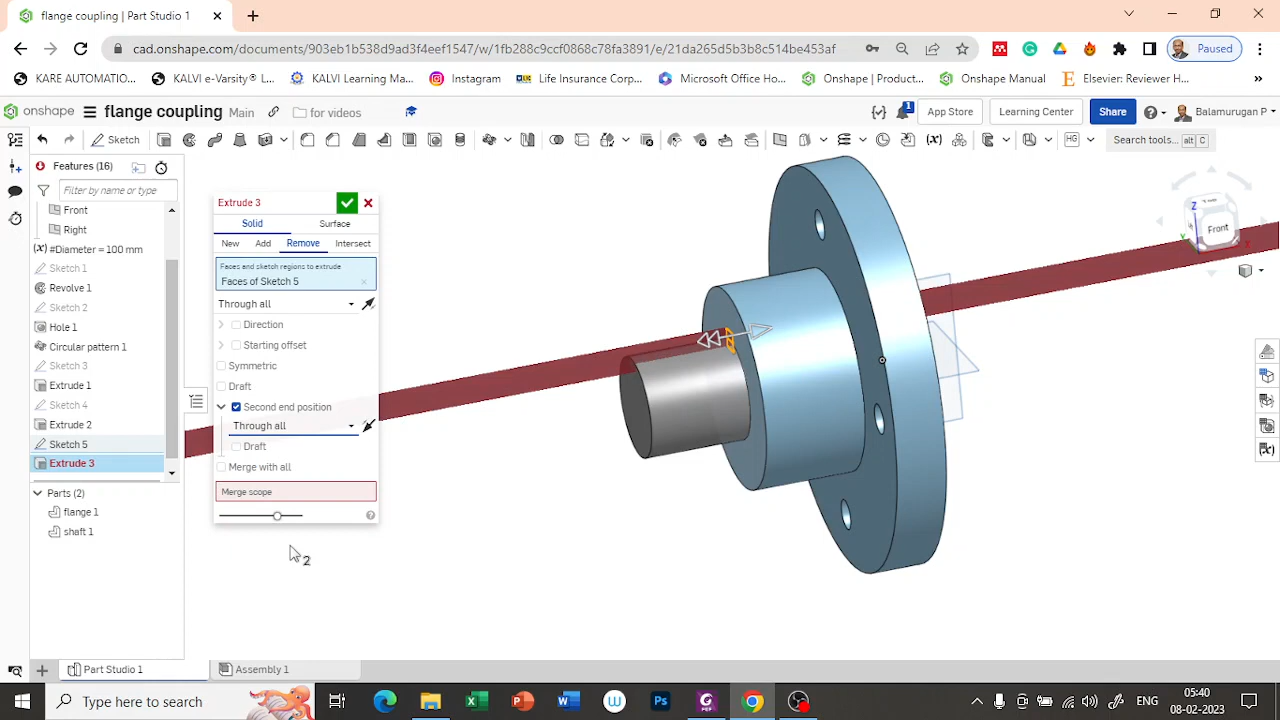 flange coupling | Part Studio 1
cad.onshape.com/documents/903eb1b538d9ad3f4eef1547/w/1fb288c9ccf0868c78fa3891/e/21da265d5b3b8c514be453af
Paused
KARE AUTOMATIO...
KALVI e-Varsity ® L...
KALVI Learning Ma...
Instagram
Life Insurance Corp...
Microsoft Office Ho...
Onshape | Product...
Onshape Manual
Elsevier: Reviewer H...
»
onshape
flange coupling Main
for videos
1
App Store
Learning Center
Share
Balamurugan P
Sketch
HG
Search tools... alt C
Features (16)
Filter by name or type
Front
Right
(x) #Diameter = 100 mm
Sketch 1
Revolve 1
Sketch 2
Hole 1
Circular pattern 1
Sketch 3
Extrude 1
Sketch 4
Extrude 2
Sketch 5
Extrude 3
Parts (2)
flange 1
shaft 1
Extrude 3
Solid Surface
New Add Remove Intersect
Faces and sketch regions to extrude
Faces of Sketch 5
Through all
Direction
Starting offset
Symmetric
Draft
Second end position
Through all
Draft
Merge with all
Merge scope
2
Z
Front
Part Studio 1
Assembly 1
Type here to search
ENG
05:40
08-02-2023